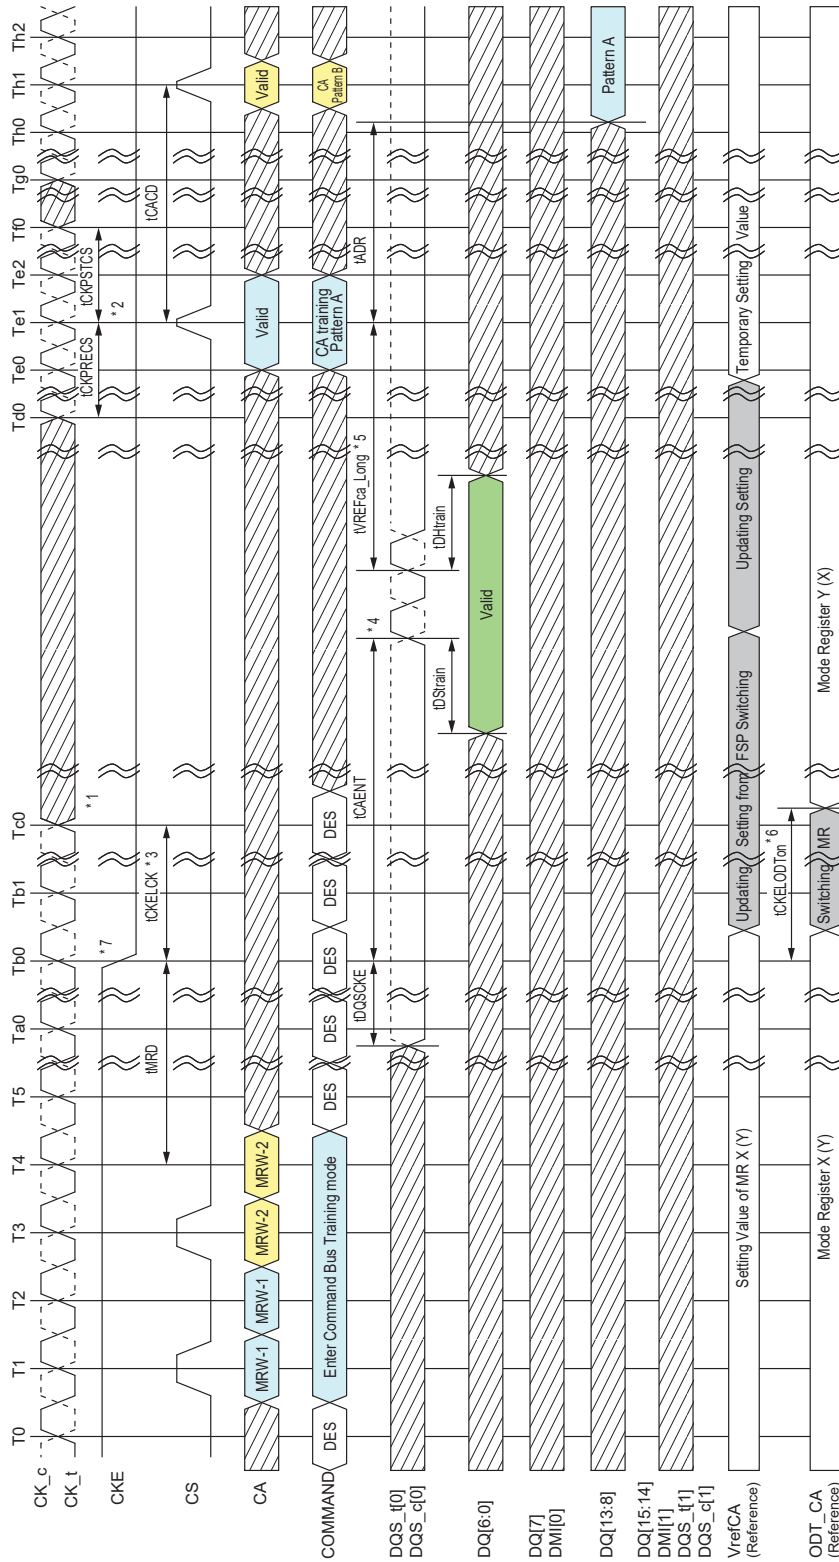 T0 T1 T2 T3 T4 T5 Ta0 Tb0 Tb1 Tc0 Td0 Te0 Te1 Te2 Tf0 Tg0 Th0 Th1 Th2
CK_c
CK_t
* 1
tCKPRECS
tCKPSTCS
* 2
tMRD
tCKELCK * 3
CKE
* 7
tCACD
CS
CA
MRW-1
MRW-1
MRW-2
MRW-2
Valid
Valid
COMMAND
DES
Enter Command Bus Training mode
DES
DES
DES
DES
DES
CA training
Pattern A
CA
Pattern B
tDQSCKE
tCAENT
* 4
tVREFca_Long * 5
tADR
DQS_t[0]
DQS_c[0]
tDStrain
tDHtrain
DQ[6:0]
Valid
DQ[7]
DMI[0]
DQ[13:8]
Pattern A
DQ[15:14]
DMI[1]
DQS_t[1]
DQS_c[1]
VrefCA
(Reference)
Setting Value of MR X (Y)
Updating Setting from FSP Switching
Updating Setting
Temporary Setting Value
tCKELODTon * 6
ODT_CA
(Reference)
Mode Register X (Y)
Switching MR
Mode Register Y (X)